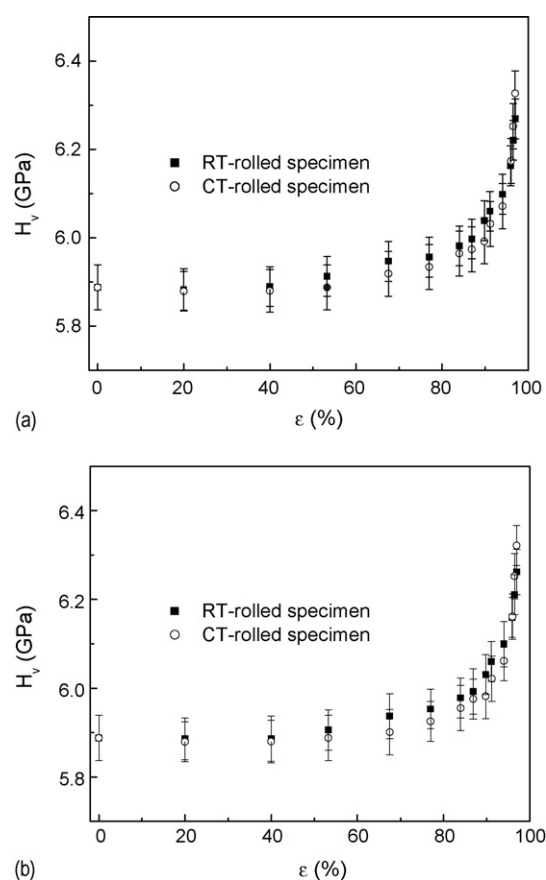 6.4
6.2
6.0
5.8
H_v (GPa)
RT-rolled specimen
CT-rolled specimen
0 20 40 60 80 100
(a) ε (%)
6.4
6.2
6.0
5.8
H_v (GPa)
RT-rolled specimen
CT-rolled specimen
0 20 40 60 80 100
(b) ε (%)